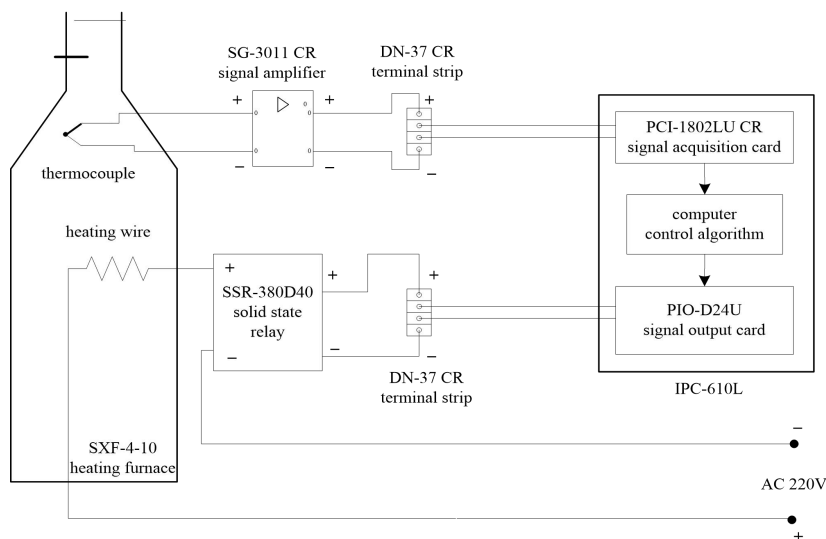 SG-3011 CR
signal amplifier
DN-37 CR
terminal strip
+
+
+
PCI-1802LU CR
signal acquisition card
−
−
−
thermocouple
computer
control algorithm
heating wire
+
SSR-380D40
solid state
relay
−
+
−
+
−
PIO-D24U
signal output card
DN-37 CR
terminal strip
IPC-610L
SXF-4-10
heating furnace
−
AC 220V
+